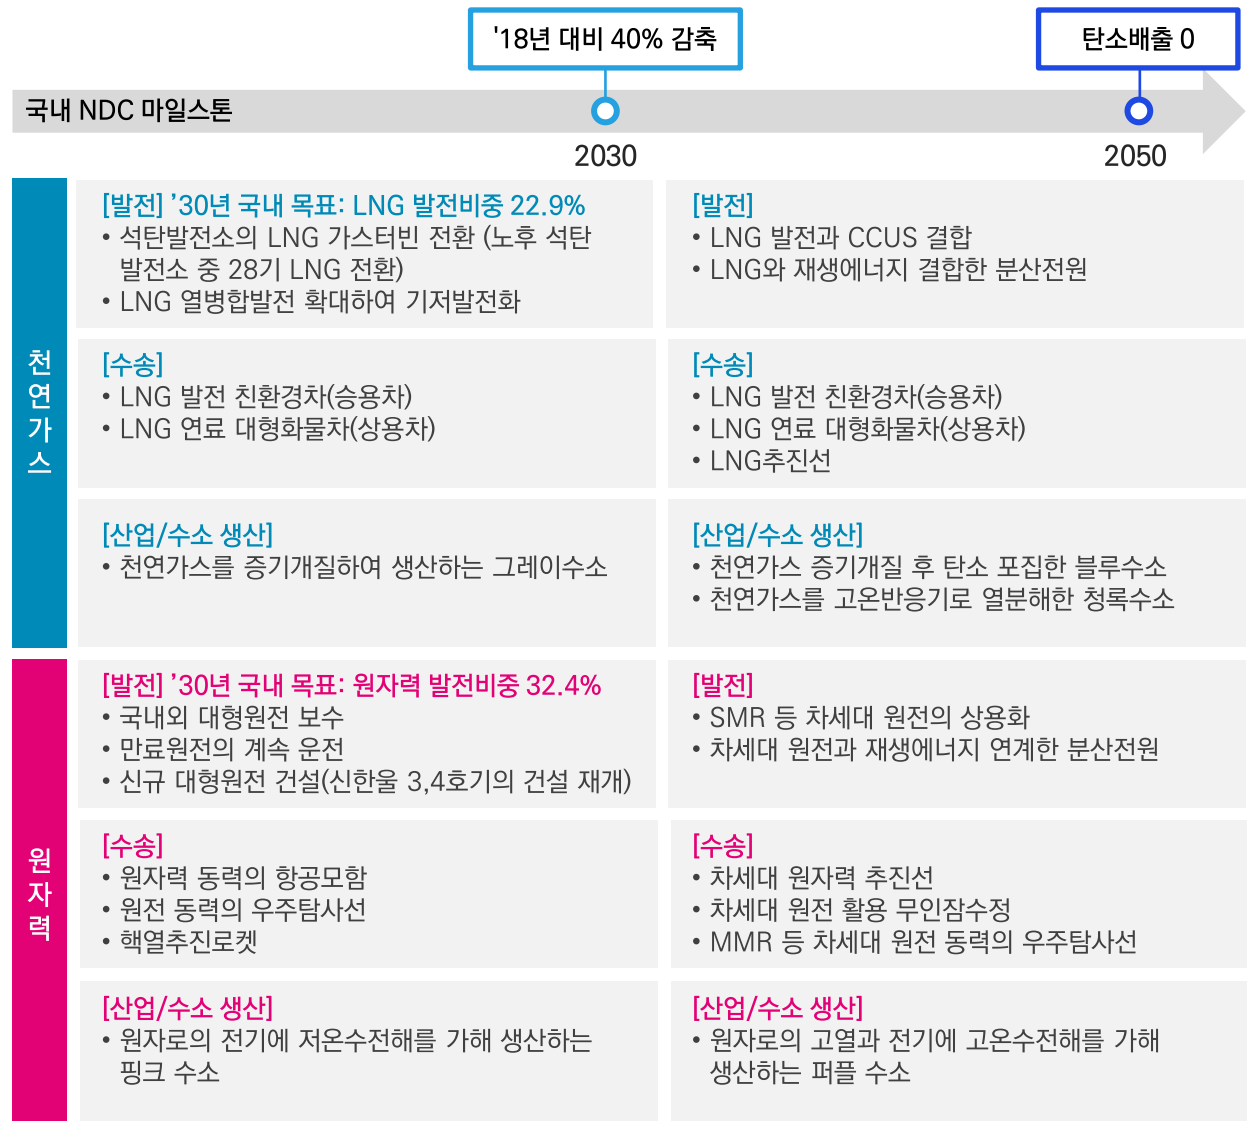 '18년 대비 40% 감축
탄소배출 0
국내 NDC 마일스톤
2030
2050
천연가스
[발전] ’30년 국내 목표: LNG 발전비중 22.9%
• 석탄발전소의 LNG 가스터빈 전환 (노후 석탄
발전소 중 28기 LNG 전환)
• LNG 열병합발전 확대하여 기저발전화
[발전]
• LNG 발전과 CCUS 결합
• LNG와 재생에너지 결합한 분산전원
[수송]
• LNG 발전 친환경차(승용차)
• LNG 연료 대형화물차(상용차)
[수송]
• LNG 발전 친환경차(승용차)
• LNG 연료 대형화물차(상용차)
• LNG추진선
[산업/수소 생산]
• 천연가스를 증기개질하여 생산하는 그레이수소
[산업/수소 생산]
• 천연가스 증기개질 후 탄소 포집한 블루수소
• 천연가스를 고온반응기로 열분해한 청록수소
원자력
[발전] ’30년 국내 목표: 원자력 발전비중 32.4%
• 국내외 대형원전 보수
• 만료원전의 계속 운전
• 신규 대형원전 건설(신한울 3,4호기의 건설 재개)
[발전]
• SMR 등 차세대 원전의 상용화
• 차세대 원전과 재생에너지 연계한 분산전원
[수송]
• 원자력 동력의 항공모함
• 원전 동력의 우주탐사선
• 핵열추진로켓
[수송]
• 차세대 원자력 추진선
• 차세대 원전 활용 무인잠수정
• MMR 등 차세대 원전 동력의 우주탐사선
[산업/수소 생산]
• 원자로의 전기에 저온수전해를 가해 생산하는
핑크 수소
[산업/수소 생산]
• 원자로의 고열과 전기에 고온수전해를 가해
생산하는 퍼플 수소